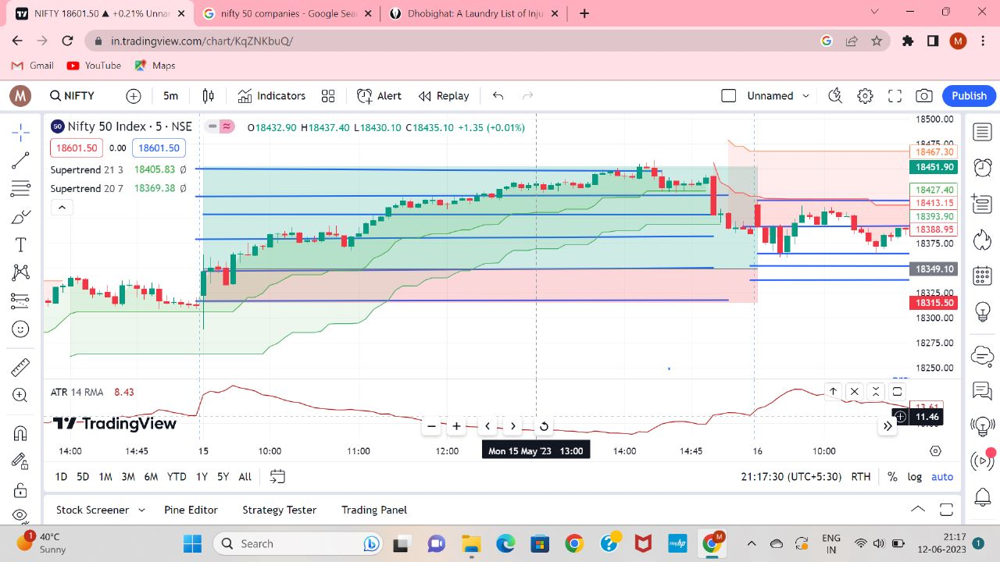 NIFTY 18601.50 ▲ +0.21% Unnar
nifty 50 companies - Google Sea
Dhobighat: A Laundry List of Inju
in.tradingview.com/chart/KqZNKbuQ/
M
Gmail YouTube Maps
M NIFTY 5m Indicators Alert Replay Unnamed Publish
50 Nifty 50 Index · 5 · NSE O18432.90 H18437.40 L18430.10 C18435.10 +1.35 (+0.01%)
18601.50 0.00 18601.50
Supertrend 21 3 18405.83 Ø
Supertrend 20 7 18369.38 Ø
18500.00
18475.00
18467.30
18451.90
18427.40
18413.15
18393.90
18388.95
18375.00
18349.10
18325.00
18315.50
18300.00
18275.00
18250.00
ATR 14 RMA 8.43
13.61
11.46
TradingView
14:00 14:45 15 10:00 11:00 12:00 Mon 15 May '23 13:00 14:00 14:45 16 10:00
1D 5D 1M 3M 6M YTD 1Y 5Y All 21:17:30 (UTC+5:30) RTH % log auto
Stock Screener Pine Editor Strategy Tester Trading Panel
1 40°C
Sunny
Search
myhp
M
ENG
IN
21:17
12-06-2023
1